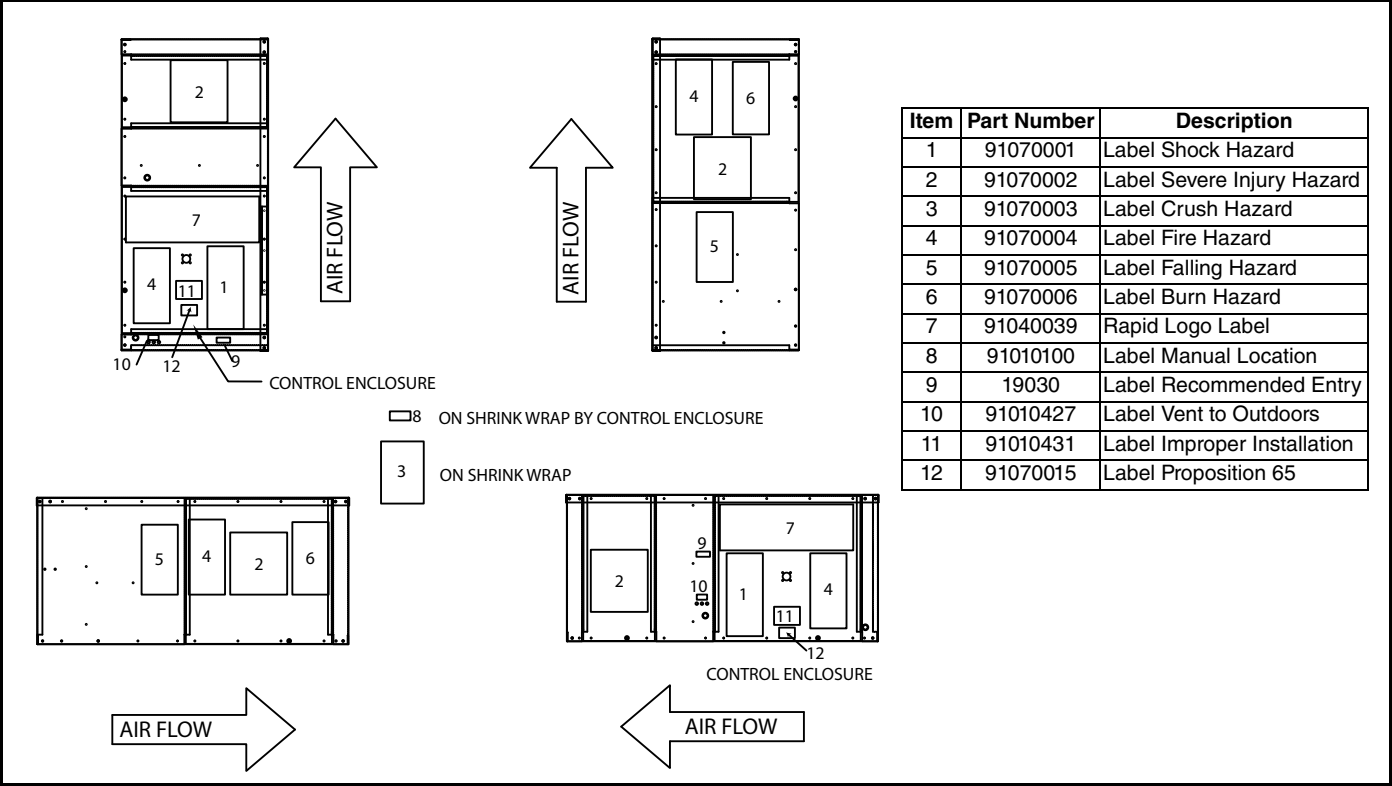 2
7
4
11
1
10
12
9
CONTROL ENCLOSURE
AIR FLOW
AIR FLOW
4
6
2
5
8 ON SHRINK WRAP BY CONTROL ENCLOSURE
3 ON SHRINK WRAP
5
4
2
6
AIR FLOW
2
9
10
7
1
11
4
12
CONTROL ENCLOSURE
AIR FLOW
Item Part Number Description
1 91070001 Label Shock Hazard
2 91070002 Label Severe Injury Hazard
3 91070003 Label Crush Hazard
4 91070004 Label Fire Hazard
5 91070005 Label Falling Hazard
6 91070006 Label Burn Hazard
7 91040039 Rapid Logo Label
8 91010100 Label Manual Location
9 19030 Label Recommended Entry
10 91010427 Label Vent to Outdoors
11 91010431 Label Improper Installation
12 91070015 Label Proposition 65